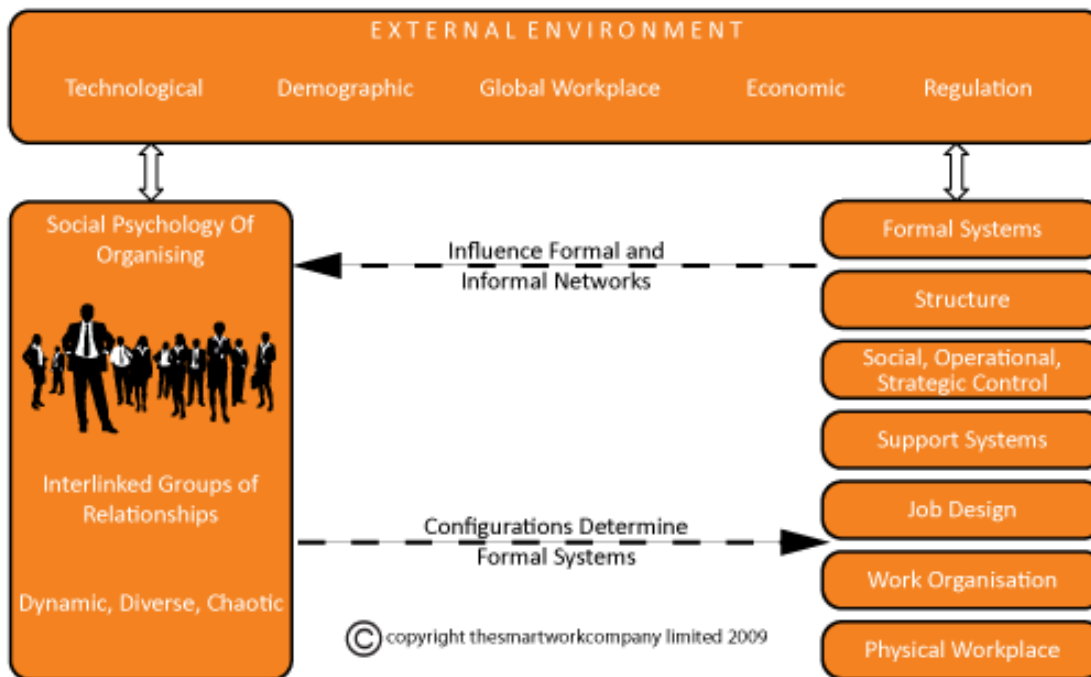 EXTERNAL ENVIRONMENT
Technological Demographic Global Workplace Economic Regulation
Social Psychology Of
Organising
Interlinked Groups of
Relationships
Dynamic, Diverse, Chaotic
Influence Formal and
Informal Networks
Configurations Determine
Formal Systems
© copyright thesmartworkcompany limited 2009
Formal Systems
Structure
Social, Operational,
Strategic Control
Support Systems
Job Design
Work Organisation
Physical Workplace